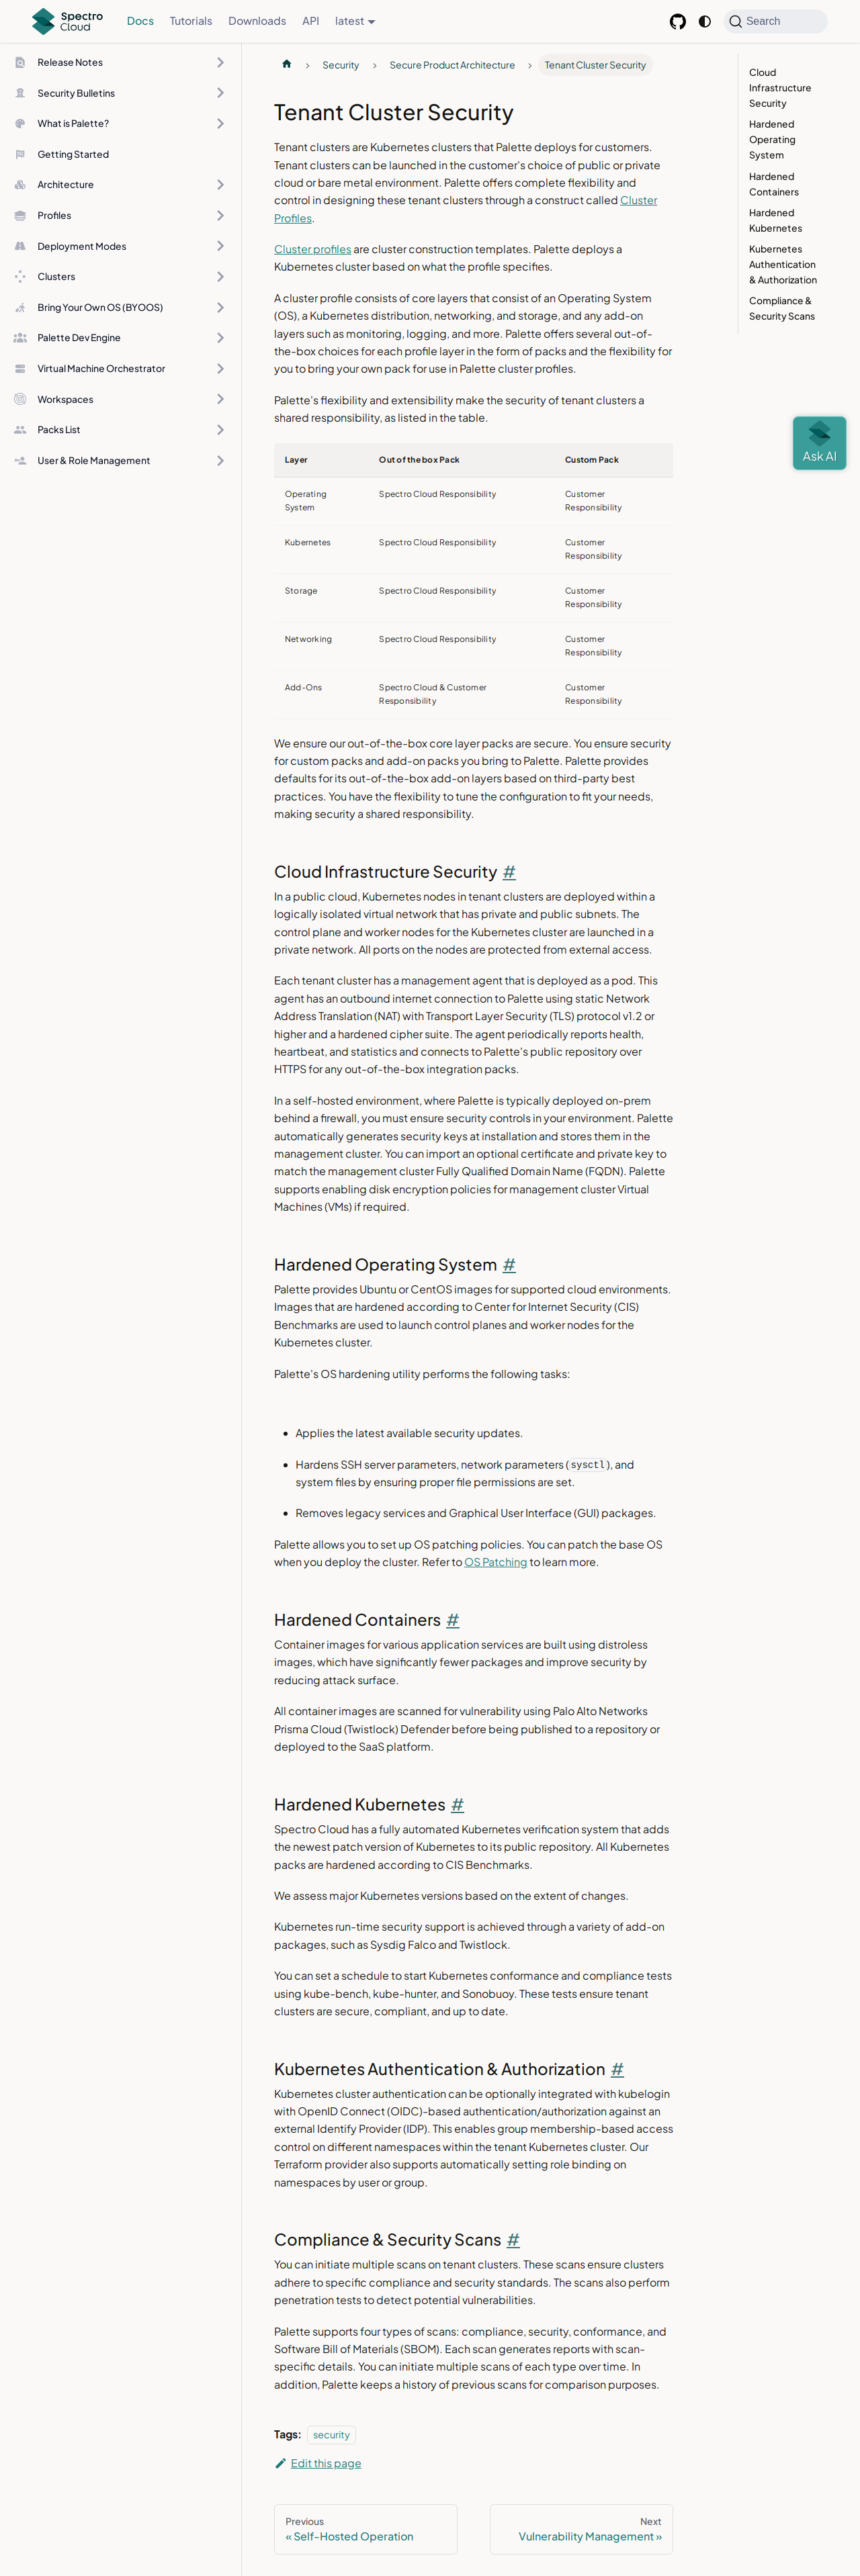 Spectro
Cloud
Docs
Tutorials
Downloads
API
latest
Search
Release Notes
Security Bulletins
What is Palette?
Getting Started
Architecture
Profiles
Deployment Modes
Clusters
Bring Your Own OS (BYOOS)
Palette Dev Engine
Virtual Machine Orchestrator
Workspaces
Packs List
User & Role Management
Security
Secure Product Architecture
Tenant Cluster Security
Tenant Cluster Security
Tenant clusters are Kubernetes clusters that Palette deploys for customers.
Tenant clusters can be launched in the customer's choice of public or private
cloud or bare metal environment. Palette offers complete flexibility and
control in designing these tenant clusters through a construct called Cluster
Profiles.
Cluster profiles are cluster construction templates. Palette deploys a
Kubernetes cluster based on what the profile specifies.
A cluster profile consists of core layers that consist of an Operating System
(OS), a Kubernetes distribution, networking, and storage, and any add-on
layers such as monitoring, logging, and more. Palette offers several out-of-
the-box choices for each profile layer in the form of packs and the flexibility for
you to bring your own pack for use in Palette cluster profiles.
Palette's flexibility and extensibility make the security of tenant clusters a
shared responsibility, as listed in the table.
Layer
Out of the box Pack
Custom Pack
Operating
System
Spectro Cloud Responsibility
Customer
Responsibility
Kubernetes
Spectro Cloud Responsibility
Customer
Responsibility
Storage
Spectro Cloud Responsibility
Customer
Responsibility
Networking
Spectro Cloud Responsibility
Customer
Responsibility
Add-Ons
Spectro Cloud & Customer
Responsibility
Customer
Responsibility
We ensure our out-of-the-box core layer packs are secure. You ensure security
for custom packs and add-on packs you bring to Palette. Palette provides
defaults for its out-of-the-box add-on layers based on third-party best
practices. You have the flexibility to tune the configuration to fit your needs,
making security a shared responsibility.
Cloud Infrastructure Security #
In a public cloud, Kubernetes nodes in tenant clusters are deployed within a
logically isolated virtual network that has private and public subnets. The
control plane and worker nodes for the Kubernetes cluster are launched in a
private network. All ports on the nodes are protected from external access.
Each tenant cluster has a management agent that is deployed as a pod. This
agent has an outbound internet connection to Palette using static Network
Address Translation (NAT) with Transport Layer Security (TLS) protocol v1.2 or
higher and a hardened cipher suite. The agent periodically reports health,
heartbeat, and statistics and connects to Palette's public repository over
HTTPS for any out-of-the-box integration packs.
In a self-hosted environment, where Palette is typically deployed on-prem
behind a firewall, you must ensure security controls in your environment. Palette
automatically generates security keys at installation and stores them in the
management cluster. You can import an optional certificate and private key to
match the management cluster Fully Qualified Domain Name (FQDN). Palette
supports enabling disk encryption policies for management cluster Virtual
Machines (VMs) if required.
Hardened Operating System #
Palette provides Ubuntu or CentOS images for supported cloud environments.
Images that are hardened according to Center for Internet Security (CIS)
Benchmarks are used to launch control planes and worker nodes for the
Kubernetes cluster.
Palette's OS hardening utility performs the following tasks:
• Applies the latest available security updates.
• Hardens SSH server parameters, network parameters (sysctl), and
system files by ensuring proper file permissions are set.
• Removes legacy services and Graphical User Interface (GUI) packages.
Palette allows you to set up OS patching policies. You can patch the base OS
when you deploy the cluster. Refer to OS Patching to learn more.
Hardened Containers #
Container images for various application services are built using distroless
images, which have significantly fewer packages and improve security by
reducing attack surface.
All container images are scanned for vulnerability using Palo Alto Networks
Prisma Cloud (Twistlock) Defender before being published to a repository or
deployed to the SaaS platform.
Hardened Kubernetes #
Spectro Cloud has a fully automated Kubernetes verification system that adds
the newest patch version of Kubernetes to its public repository. All Kubernetes
packs are hardened according to CIS Benchmarks.
We assess major Kubernetes versions based on the extent of changes.
Kubernetes run-time security support is achieved through a variety of add-on
packages, such as Sysdig Falco and Twistlock.
You can set a schedule to start Kubernetes conformance and compliance tests
using kube-bench, kube-hunter, and Sonobuoy. These tests ensure tenant
clusters are secure, compliant, and up to date.
Kubernetes Authentication & Authorization #
Kubernetes cluster authentication can be optionally integrated with kubelogin
with OpenID Connect (OIDC)-based authentication/authorization against an
external Identify Provider (IDP). This enables group membership-based access
control on different namespaces within the tenant Kubernetes cluster. Our
Terraform provider also supports automatically setting role binding on
namespaces by user or group.
Compliance & Security Scans #
You can initiate multiple scans on tenant clusters. These scans ensure clusters
adhere to specific compliance and security standards. The scans also perform
penetration tests to detect potential vulnerabilities.
Palette supports four types of scans: compliance, security, conformance, and
Software Bill of Materials (SBOM). Each scan generates reports with scan-
specific details. You can initiate multiple scans of each type over time. In
addition, Palette keeps a history of previous scans for comparison purposes.
Tags: security
Edit this page
Previous
« Self-Hosted Operation
Next
Vulnerability Management »
Cloud
Infrastructure
Security
Hardened
Operating
System
Hardened
Containers
Hardened
Kubernetes
Kubernetes
Authentication
& Authorization
Compliance &
Security Scans
Ask AI